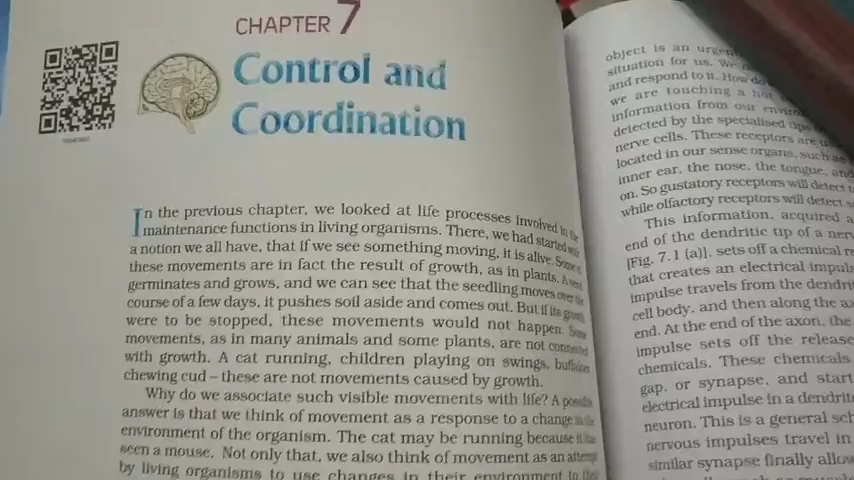 CHAPTER 7
Control and
Coordination
In the previous chapter, we looked at life processes involved in the
maintenance functions in living organisms. There, we had started with
a notion we all have, that if we see something moving, it is alive. Some of
these movements are in fact the result of growth, as in plants. A seed
germinates and grows, and we can see that the seedling moves over the
course of a few days, it pushes soil aside and comes out. But if its growth
were to be stopped, these movements would not happen. Some
movements, as in many animals and some plants, are not connected
with growth. A cat running, children playing on swings, buffaloes
chewing cud – these are not movements caused by growth.
Why do we associate such visible movements with life? A possible
answer is that we think of movement as a response to a change in the
environment of the organism. The cat may be running because it has
seen a mouse. Not only that, we also think of movement as an attempt
by living organisms to use changes in their environment to their
object is an urgent
situation for us. We
and respond to it. How do
we are touching a hot
information from our
detected by the specialised tips
nerve cells. These receptors are
located in our sense organs, such as
inner ear, the nose, the tongue, and
on. So gustatory receptors will detect
while olfactory receptors will detect
This information, acquired a
end of the dendritic tip of a
[Fig. 7.1 (a)], sets off a chemical
that creates an electrical
impulse travels from the
cell body, and then along the
end. At the end of the axon, the
impulse sets off the release
chemicals. These chemicals
gap, or synapse, and start
electrical impulse in a
neuron. This is a general
nervous impulses travel in
similar synapse finally